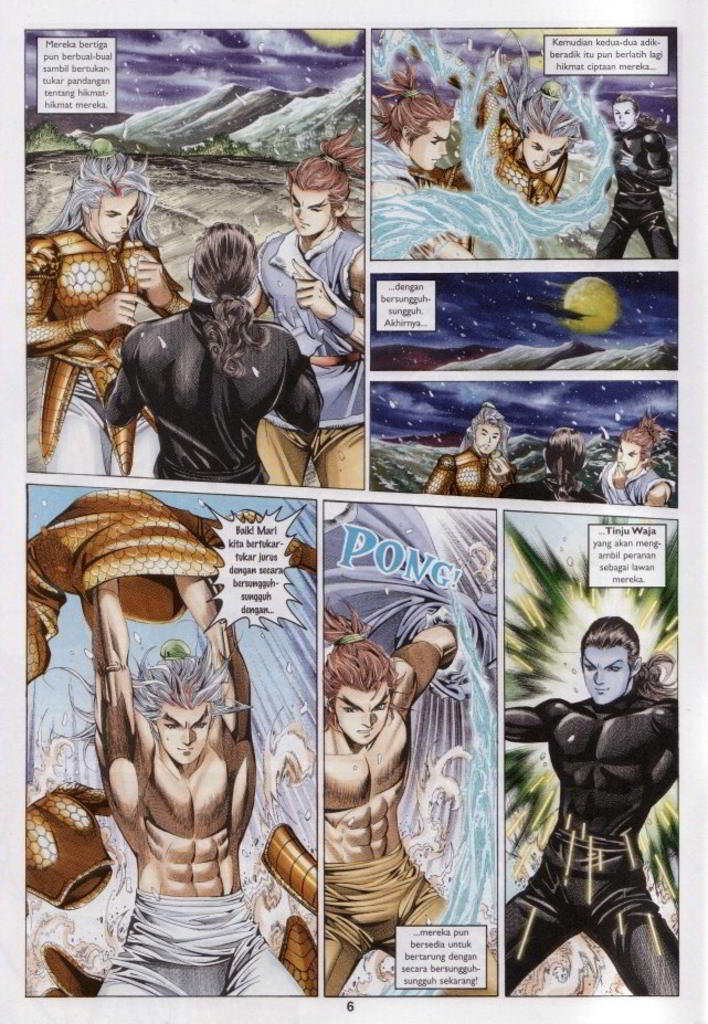 Mereka bertiga
pun berbual-bual
sambil bertukar-
tukar pandangan
tentang hikmat-
hikmat mereka.
Kemudian kedua-dua adik-
beradik itu pun berlatih lagi
hikmat ciptaan mereka...
...dengan
bersungguh-
sungguh.
Akhirnya...
Baik! Mari
kita bertukar-
tukar jurus
dengan secara
bersungguh-
sungguh
dengan...
PONG!
...mereka pun
bersedia untuk
bertarung dengan
secara bersungguh-
sungguh sekarang!
...Tinju Waja
yang akan meng-
ambil peranan
sebagai lawan
mereka.
6